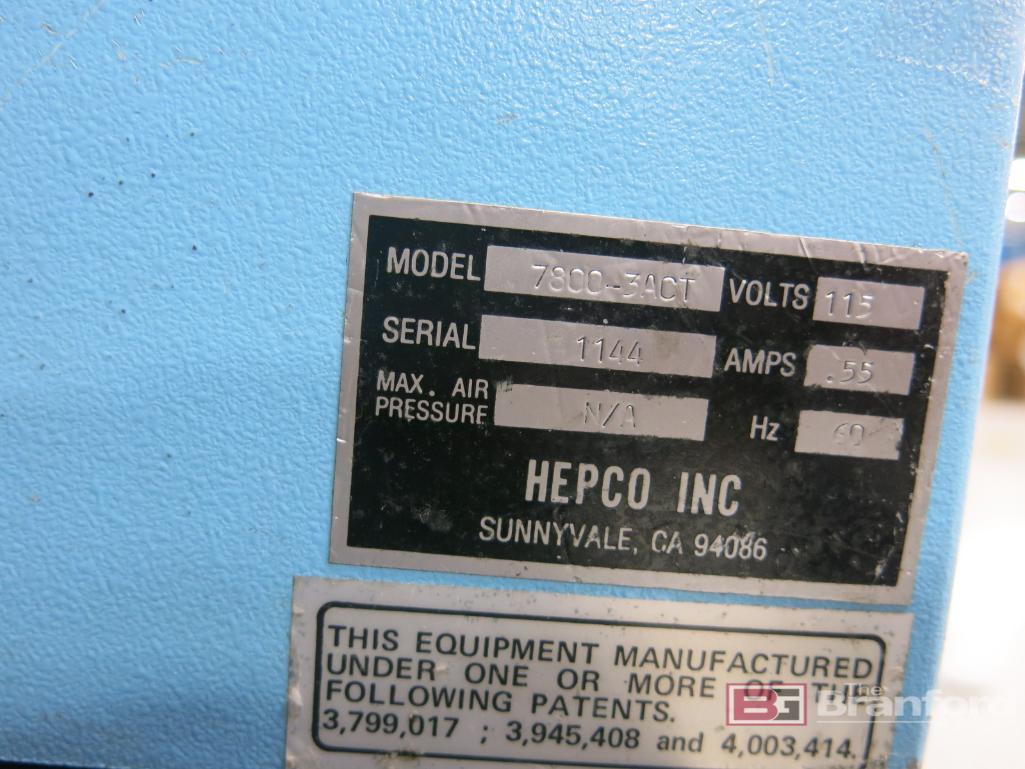 MODEL 7800-3ACT VOLTS 115
SERIAL 1144 AMPS .55
MAX. AIR PRESSURE N/A Hz 60
HEPCO INC
SUNNYVALE, CA 94086
THIS EQUIPMENT MANUFACTURED
UNDER ONE OR MORE OF THE
FOLLOWING PATENTS.
3,799,017 ; 3,945,408 and 4,003,414.
BG The Branford